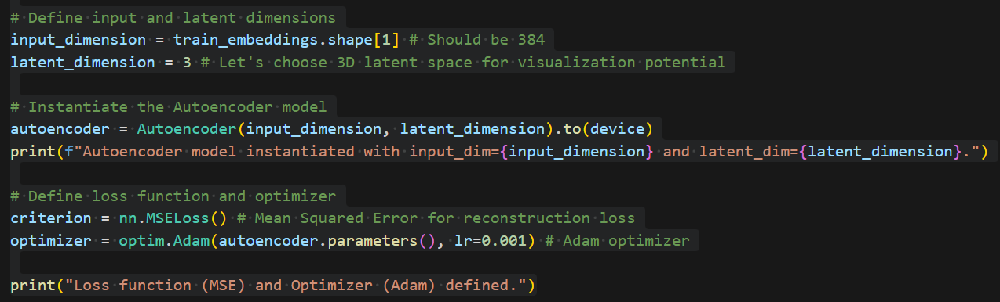 # Define input and latent dimensions
input_dimension = train_embeddings.shape[1] # Should be 384
latent_dimension = 3 # Let's choose 3D latent space for visualization potential
# Instantiate the Autoencoder model
autoencoder = Autoencoder(input_dimension, latent_dimension).to(device)
print(f"Autoencoder model instantiated with input_dim={input_dimension} and latent_dim={latent_dimension}.")
# Define loss function and optimizer
criterion = nn.MSELoss() # Mean Squared Error for reconstruction loss
optimizer = optim.Adam(autoencoder.parameters(), lr=0.001) # Adam optimizer
print("Loss function (MSE) and Optimizer (Adam) defined.")